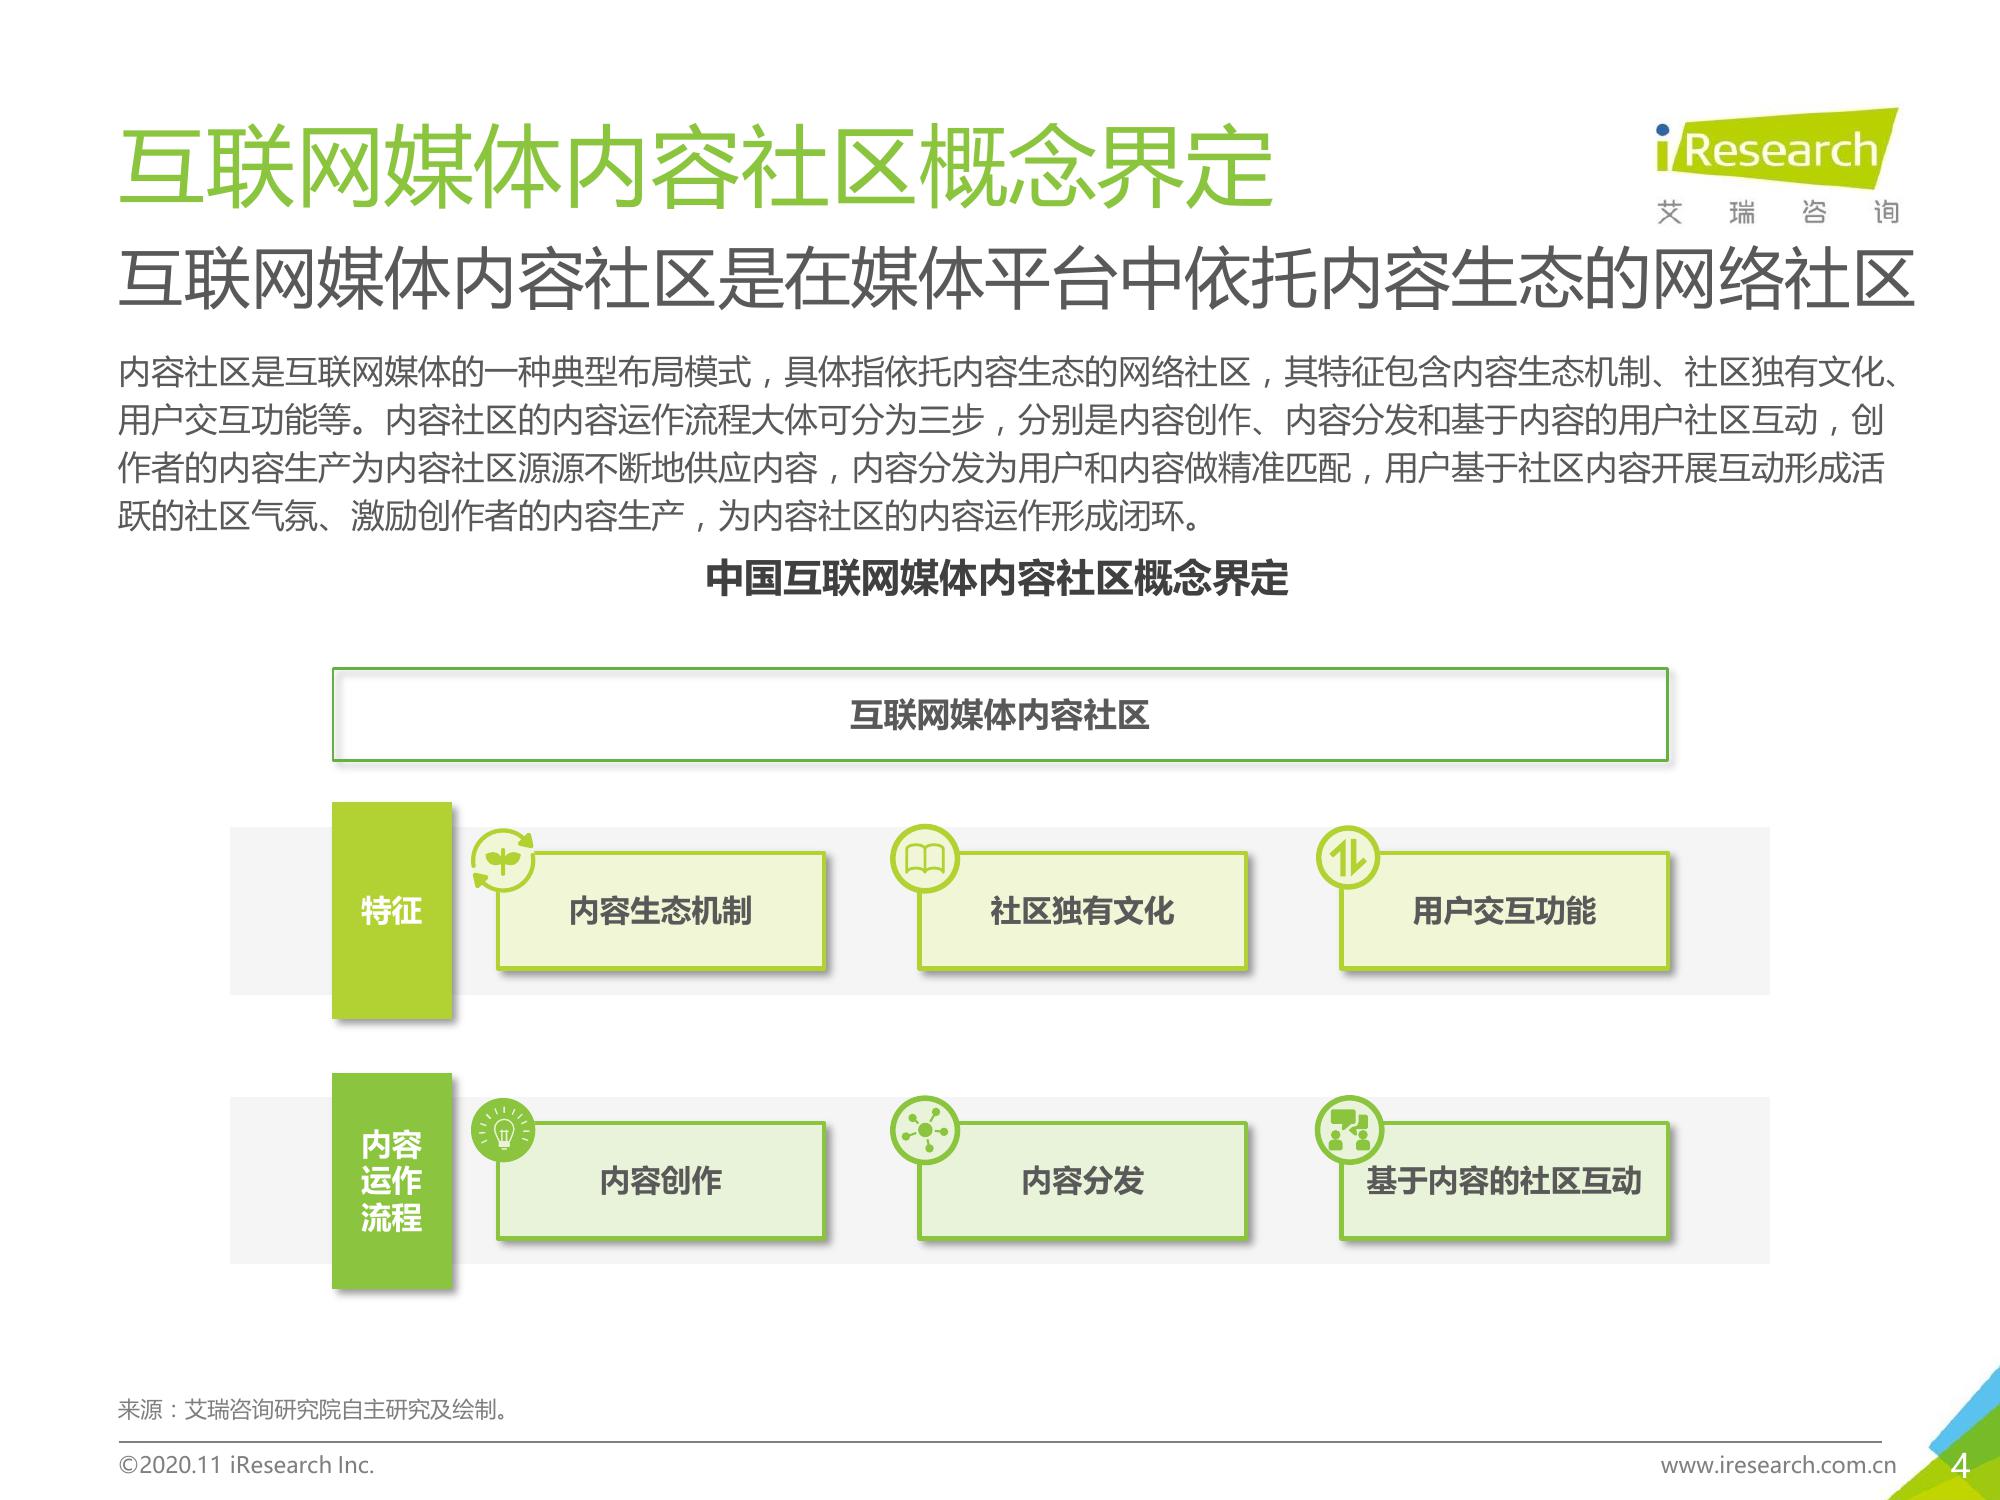 互联网媒体内容社区概念界定
iResearch
艾瑞咨询
互联网媒体内容社区是在媒体平台中依托内容生态的网络社区
内容社区是互联网媒体的一种典型布局模式，具体指依托内容生态的网络社区，其特征包含内容生态机制、社区独有文化、
用户交互功能等。内容社区的内容运作流程大体可分为三步，分别是内容创作、内容分发和基于内容的用户社区互动，创
作者的内容生产为内容社区源源不断地供应内容，内容分发为用户和内容做精准匹配，用户基于社区内容开展互动形成活
跃的社区气氛、激励创作者的内容生产，为内容社区的内容运作形成闭环。
中国互联网媒体内容社区概念界定
互联网媒体内容社区
特征
内容生态机制
社区独有文化
用户交互功能
内容
运作
流程
内容创作
内容分发
基于内容的社区互动
来源：艾瑞咨询研究院自主研究及绘制。
©2020.11 iResearch Inc.
www.iresearch.com.cn
4